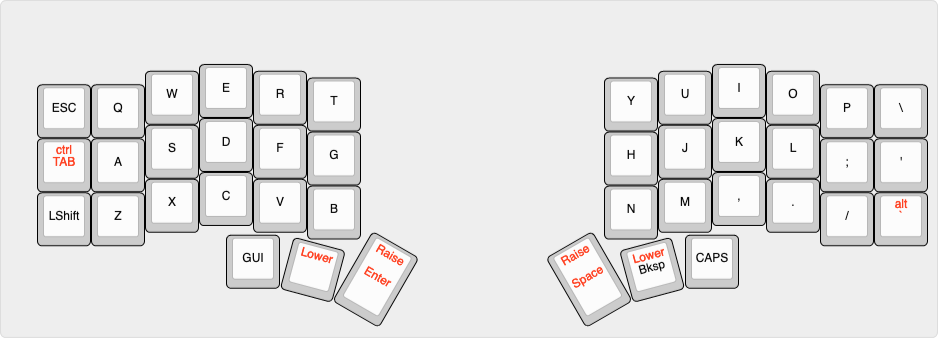 ESC Q W E R T Y U I O P \
ctrl
TAB A S D F G H J K L ; '
LShift Z X C V B N M , . / alt
`
GUI Lower Raise
Enter Raise
Space Lower
Bksp CAPS